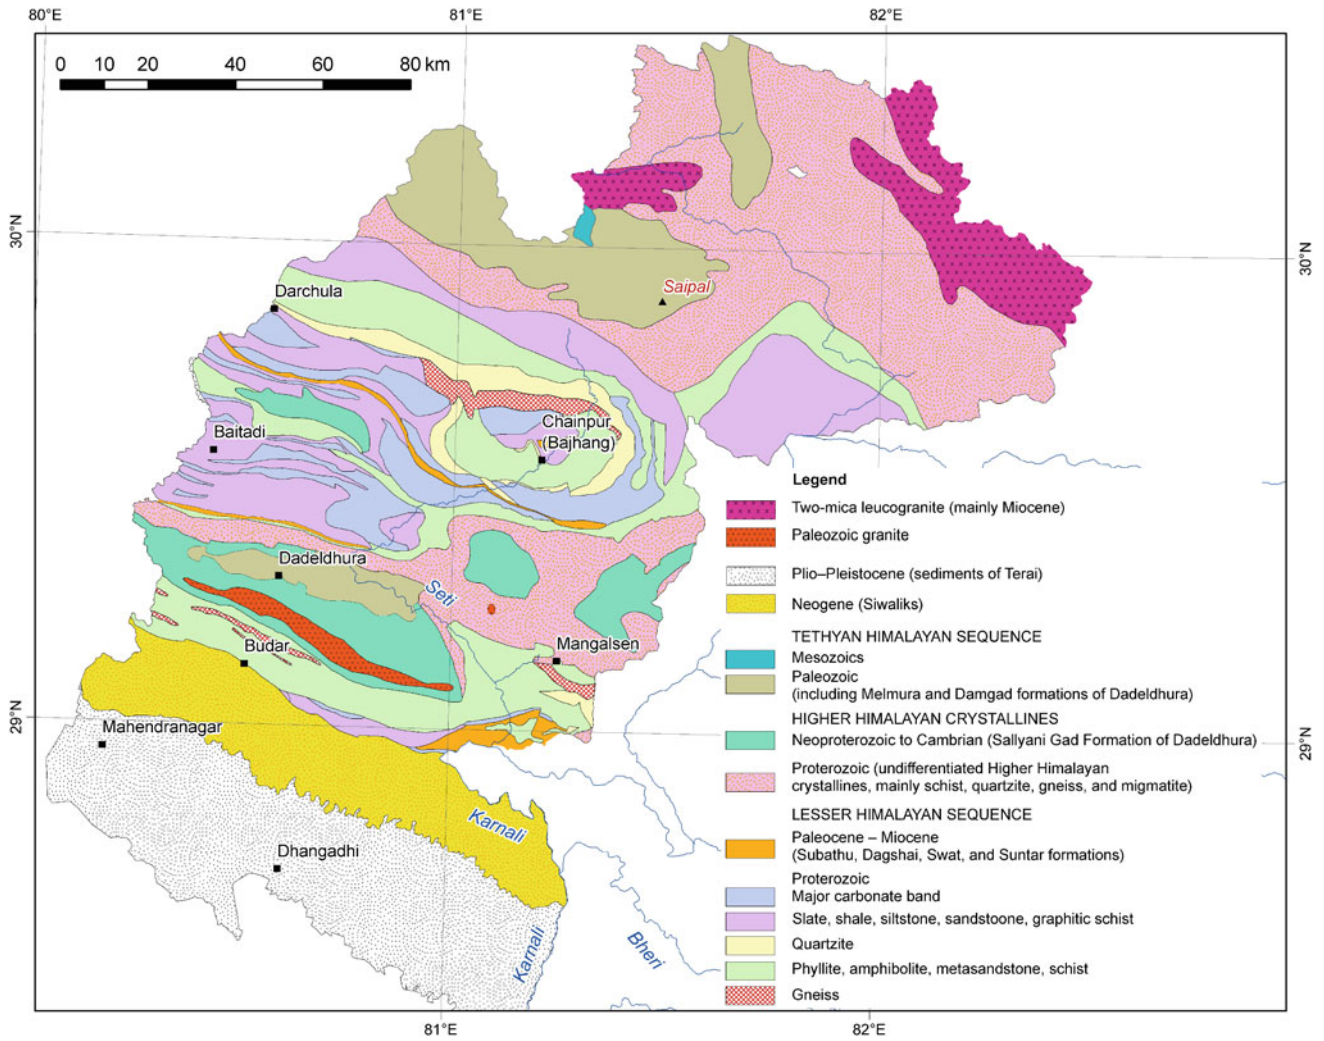 80°E
81°E
82°E
0 10 20 40 60 80 km
30°N
30°N
Saipal
Darchula
Chainpur
(Bajhang)
Baitadi
Legend
Two-mica leucogranite (mainly Miocene)
Paleozoic granite
Dadeldhura
Plio–Pleistocene (sediments of Terai)
Seti
Neogene (Siwaliks)
TETHYAN HIMALAYAN SEQUENCE
Mangalsen
Budar
Mesozoics
Paleozoic
(including Melmura and Damgad formations of Dadeldhura)
29°N
HIGHER HIMALAYAN CRYSTALLINES
Mahendranagar
Neoproterozoic to Cambrian (Sallyani Gad Formation of Dadeldhura)
29°N
Proterozoic (undifferentiated Higher Himalayan
crystallines, mainly schist, quartzite, gneiss, and migmatite)
LESSER HIMALAYAN SEQUENCE
Karnali
Paleocene – Miocene
(Subathu, Dagshai, Swat, and Suntar formations)
Dhangadhi
Proterozoic
Major carbonate band
Slate, shale, siltstone, sandstoone, graphitic schist
Quartzite
Karnali
Bheri
Phyllite, amphibolite, metasandstone, schist
Gneiss
81°E
82°E